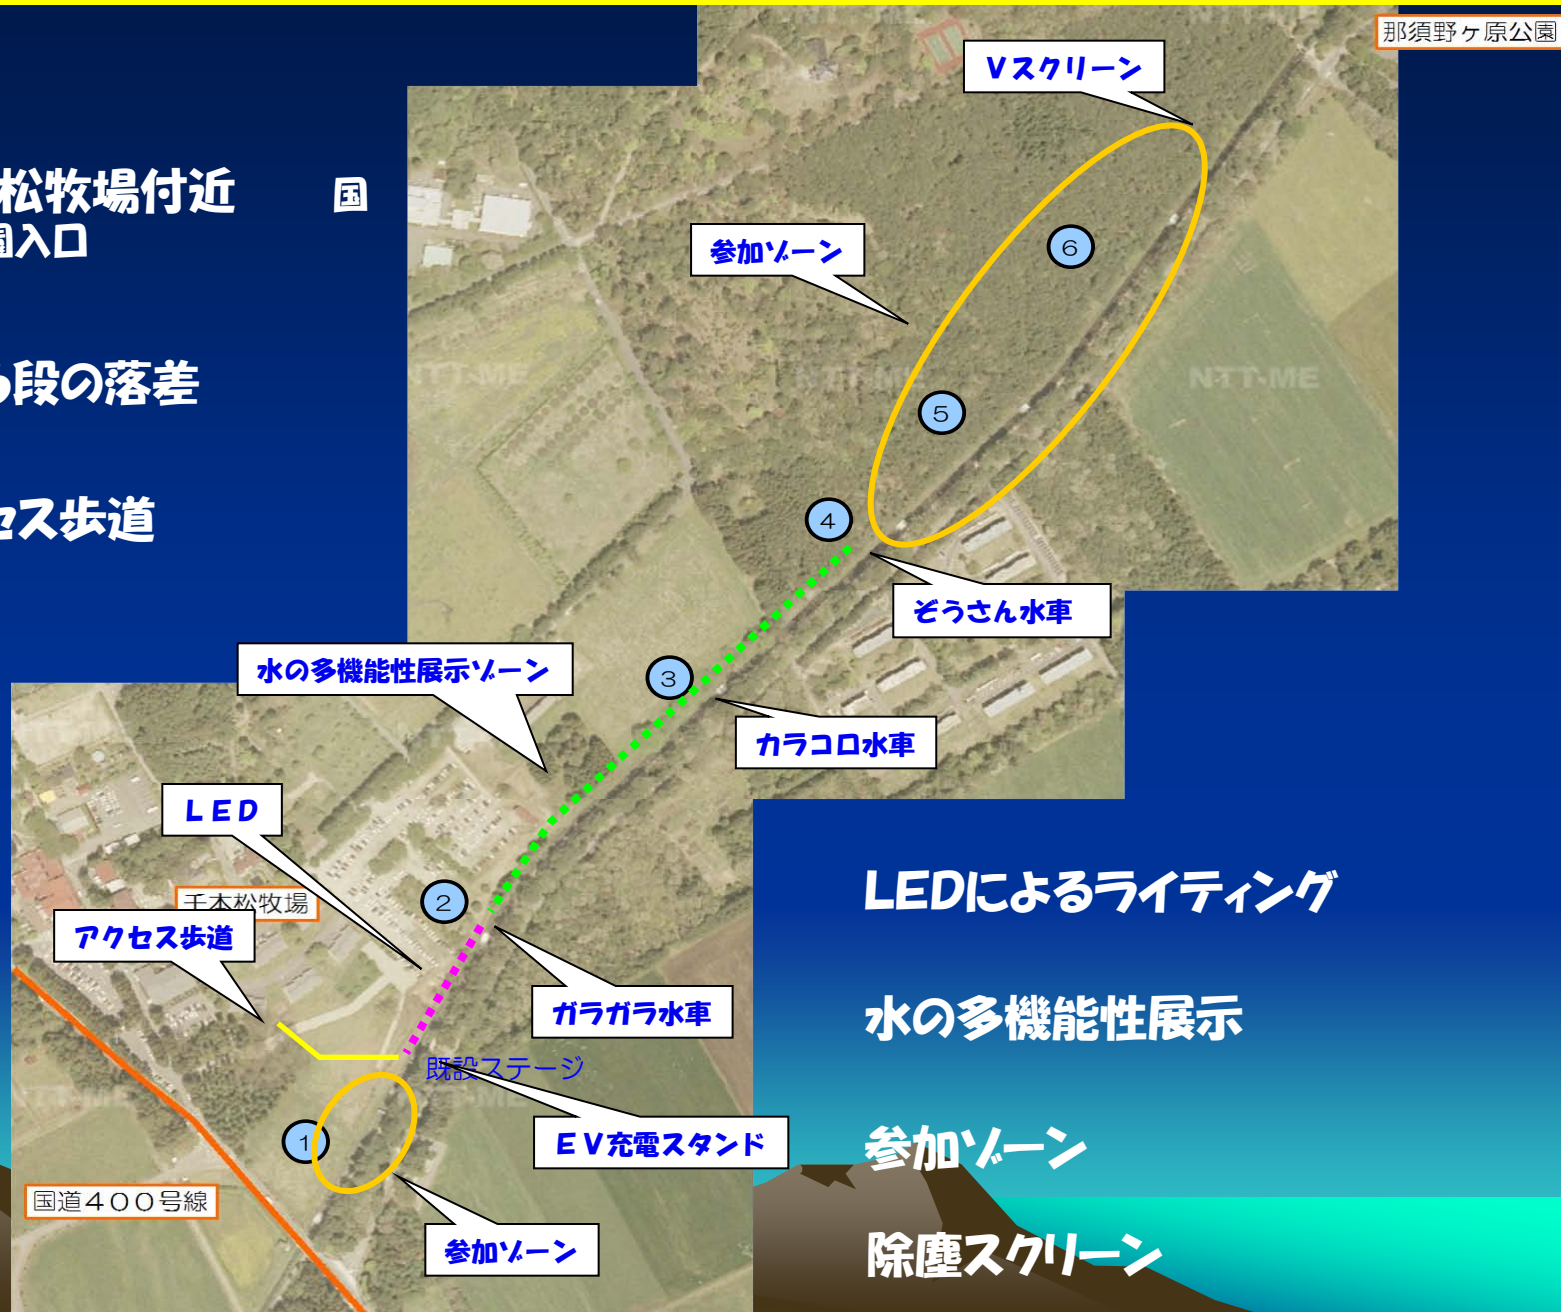 那須野ヶ原公園
Vスクリーン
松牧場付近　国
園入口
参加ゾーン
6
段の落差
5
NTT-ME
セス歩道
4
ぞうさん水車
水の多機能性展示ゾーン
3
カラコロ水車
LED
千本松牧場
2
アクセス歩道
ガラガラ水車
既設ステージ
EV充電スタンド
1
国道400号線
参加ゾーン
LEDによるライティング
水の多機能性展示
参加ゾーン
除塵スクリーン